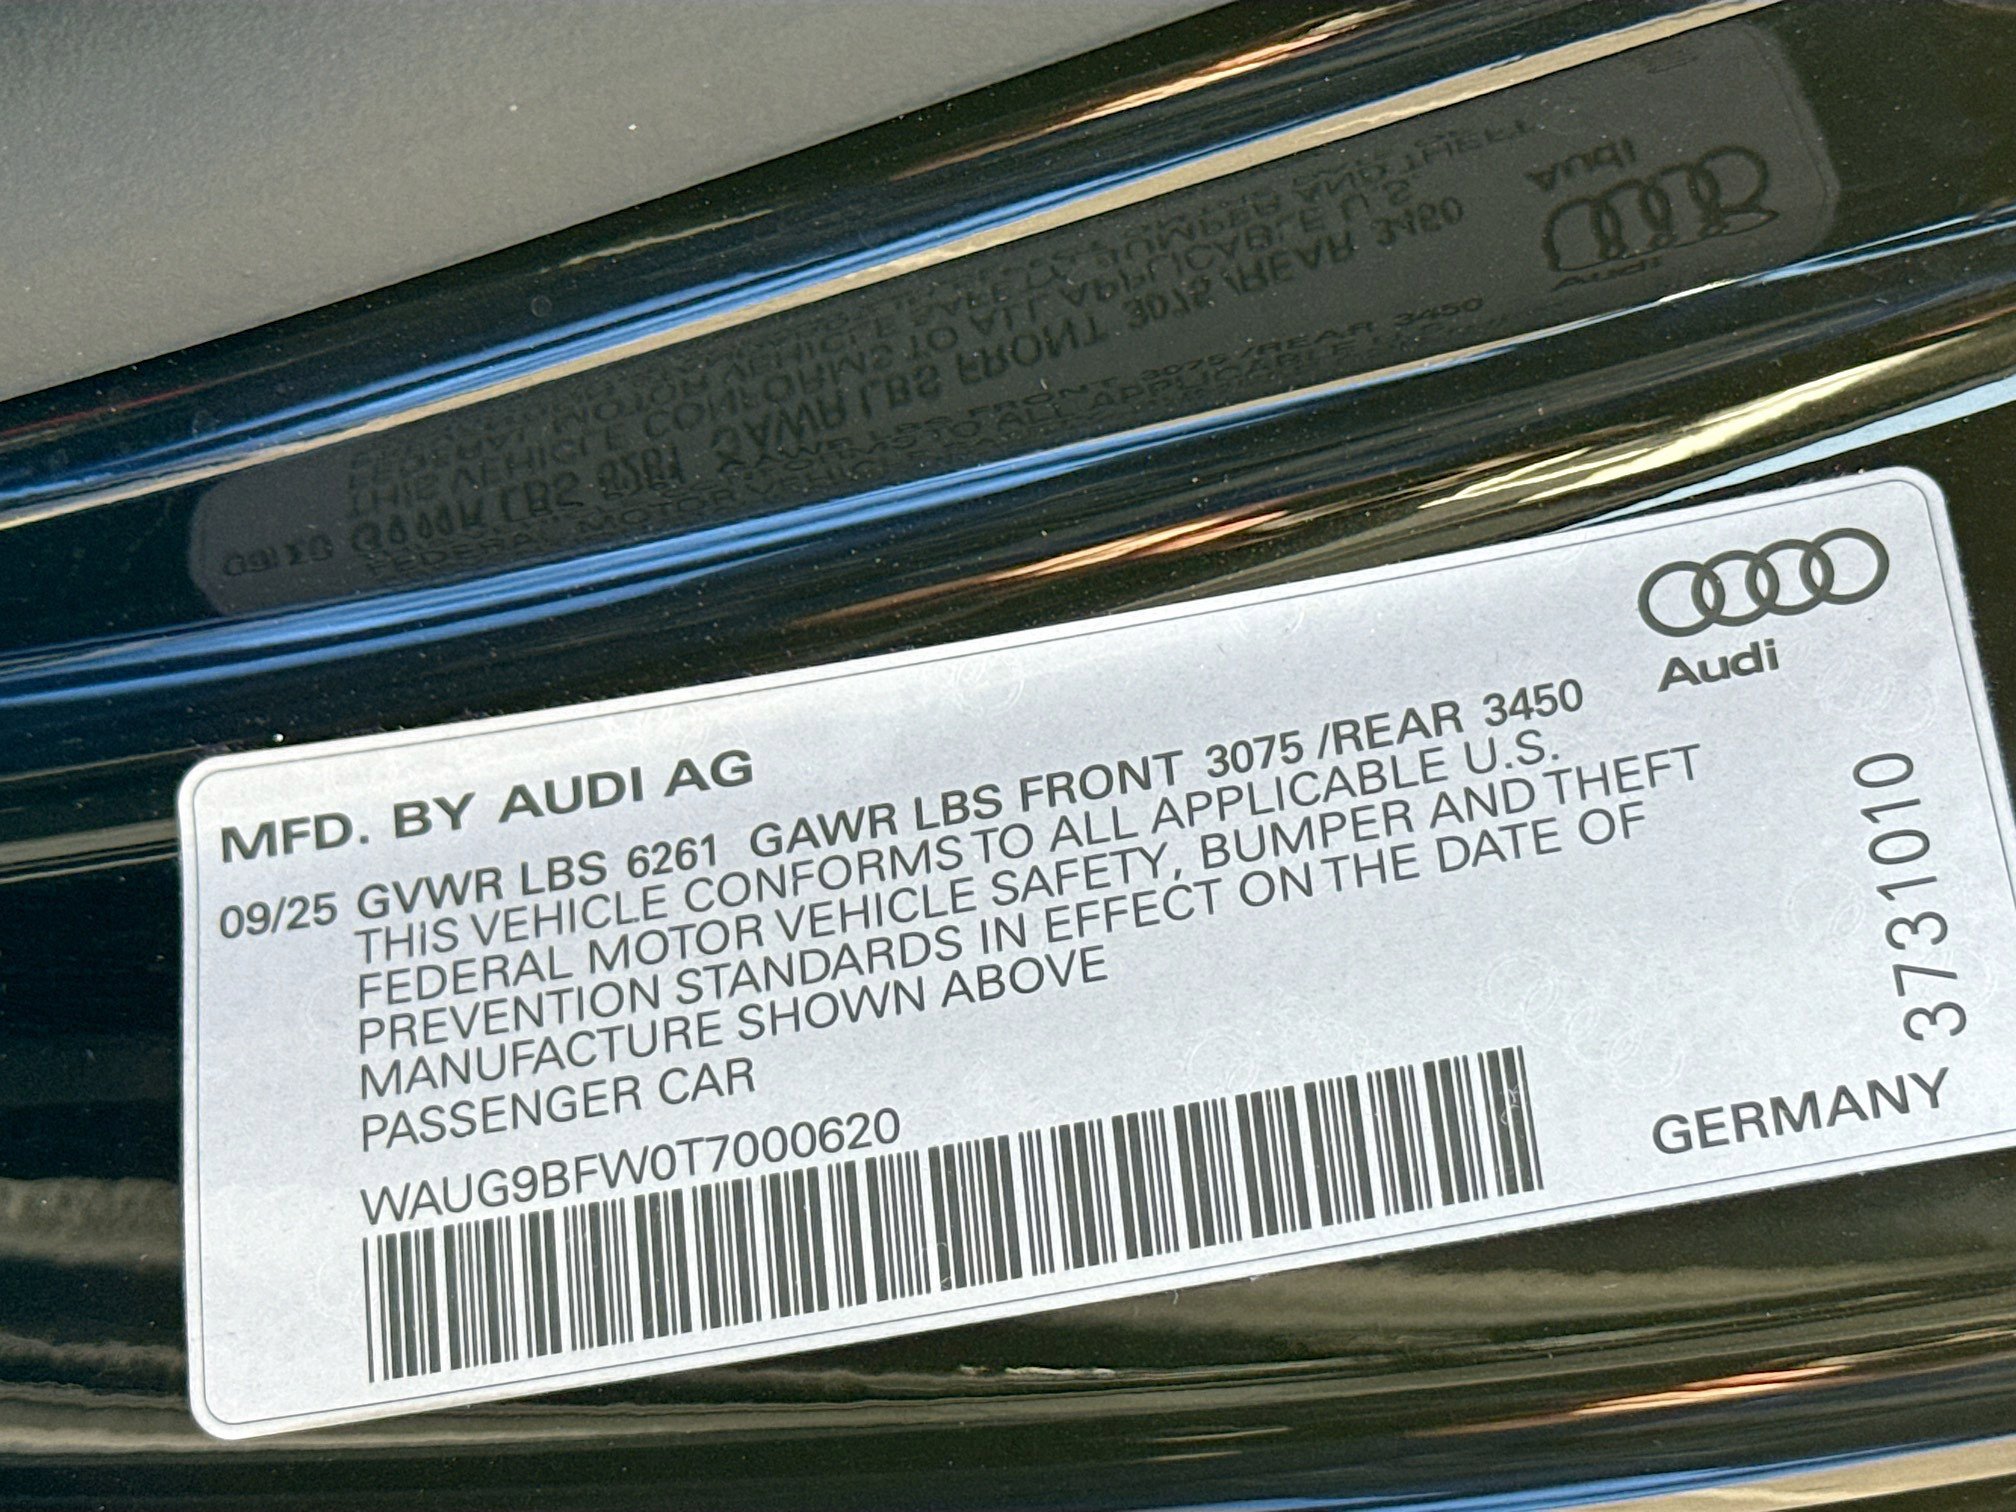 Audi
MFD. BY AUDI AG
09/25 GVWR LBS 6261 GAWR LBS FRONT 3075 /REAR 3450
THIS VEHICLE CONFORMS TO ALL APPLICABLE U.S.
FEDERAL MOTOR VEHICLE SAFETY, BUMPER AND THEFT
PREVENTION STANDARDS IN EFFECT ON THE DATE OF
MANUFACTURE SHOWN ABOVE
PASSENGER CAR
WAUG9BFW0T7000620
GERMANY
3731010